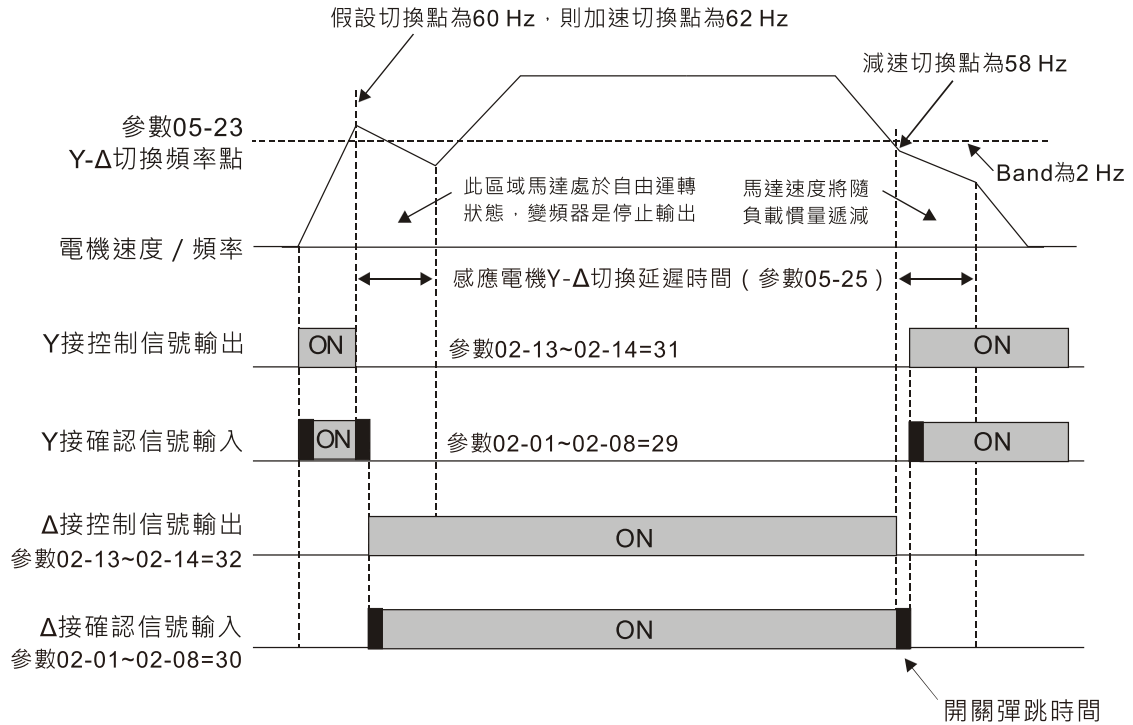 假設切換點為60 Hz，則加速切換點為62 Hz
減速切換點為58 Hz
參數05-23
Y-Δ切換頻率點
Band為2 Hz
此區域馬達處於自由運轉
狀態，變頻器是停止輸出
馬達速度將隨
負載慣量遞減
電機速度 / 頻率
感應電機Y-Δ切換延遲時間 ( 參數05-25 )
Y接控制信號輸出
ON
參數02-13~02-14=31
ON
Y接確認信號輸入
ON
參數02-01~02-08=29
ON
Δ接控制信號輸出
參數02-13~02-14=32
ON
Δ接確認信號輸入
參數02-01~02-08=30
ON
開關彈跳時間